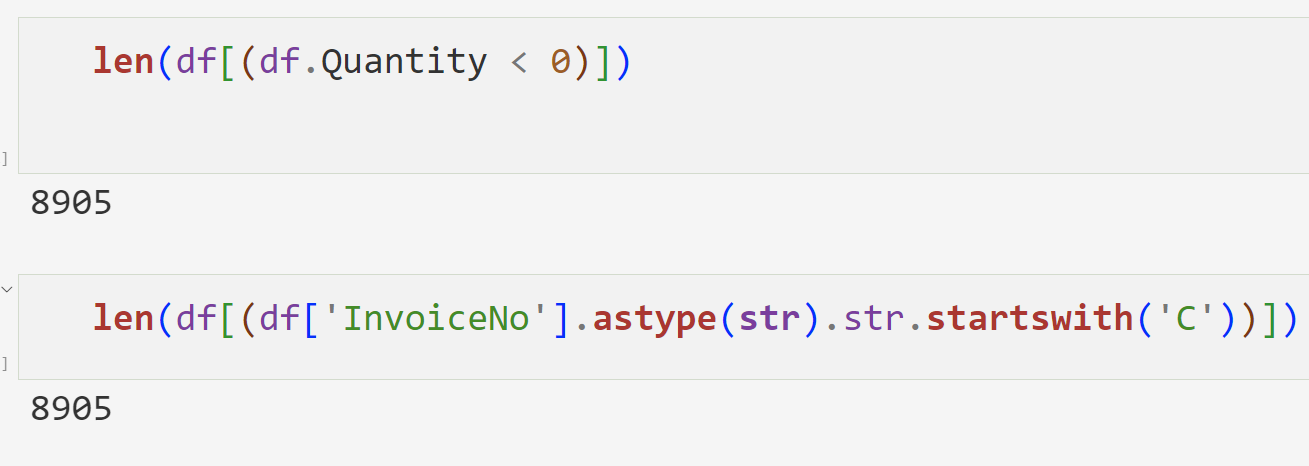 len(df[(df.Quantity < 0)])
]
8905
len(df[(df['InvoiceNo'].astype(str).str.startswith('C'))])
]
8905